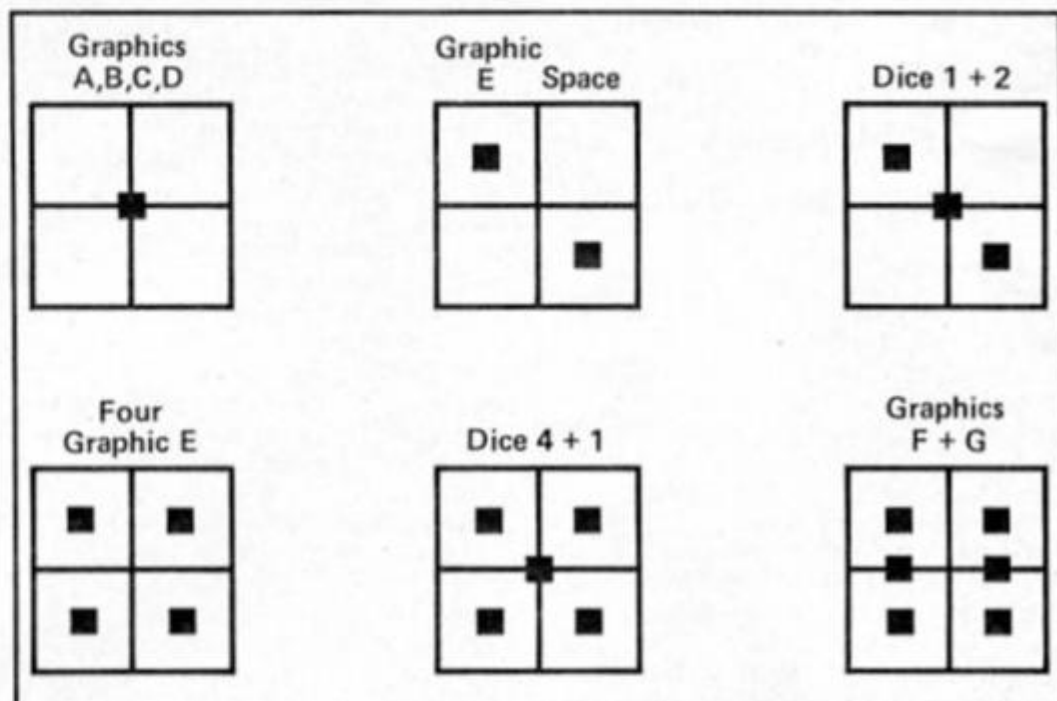 Graphics
A,B,C,D
Graphic
E Space
Dice 1 + 2
Four
Graphic E
Dice 4 + 1
Graphics
F + G